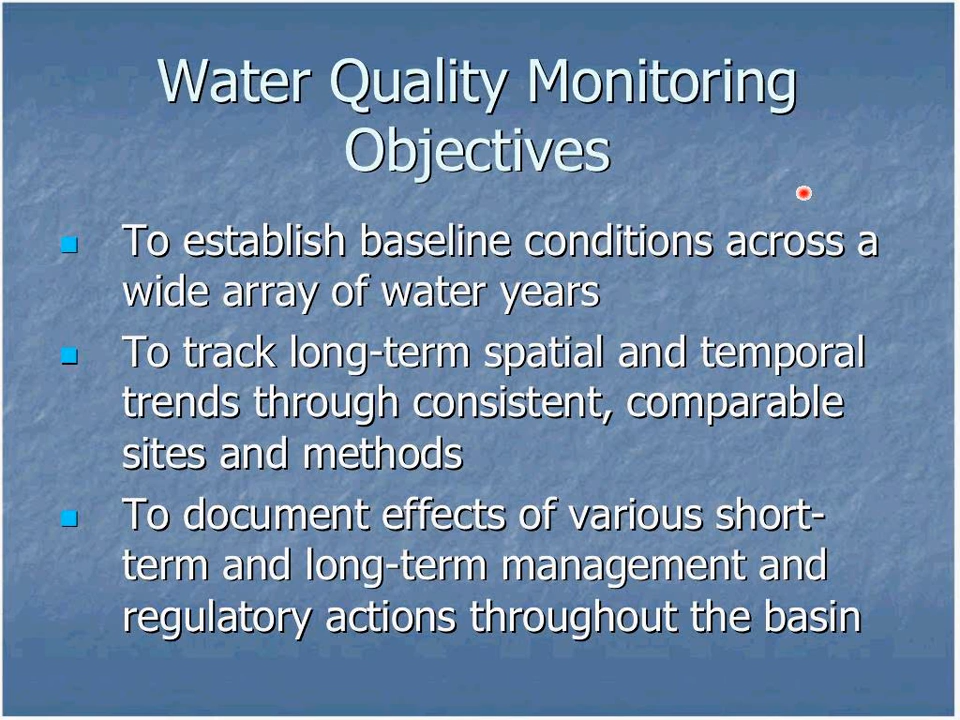 Water Quality Monitoring
Objectives
To establish baseline conditions across a
wide array of water years
To track long-term spatial and temporal
trends through consistent, comparable
sites and methods
To document effects of various short-
term and long-term management and
regulatory actions throughout the basin